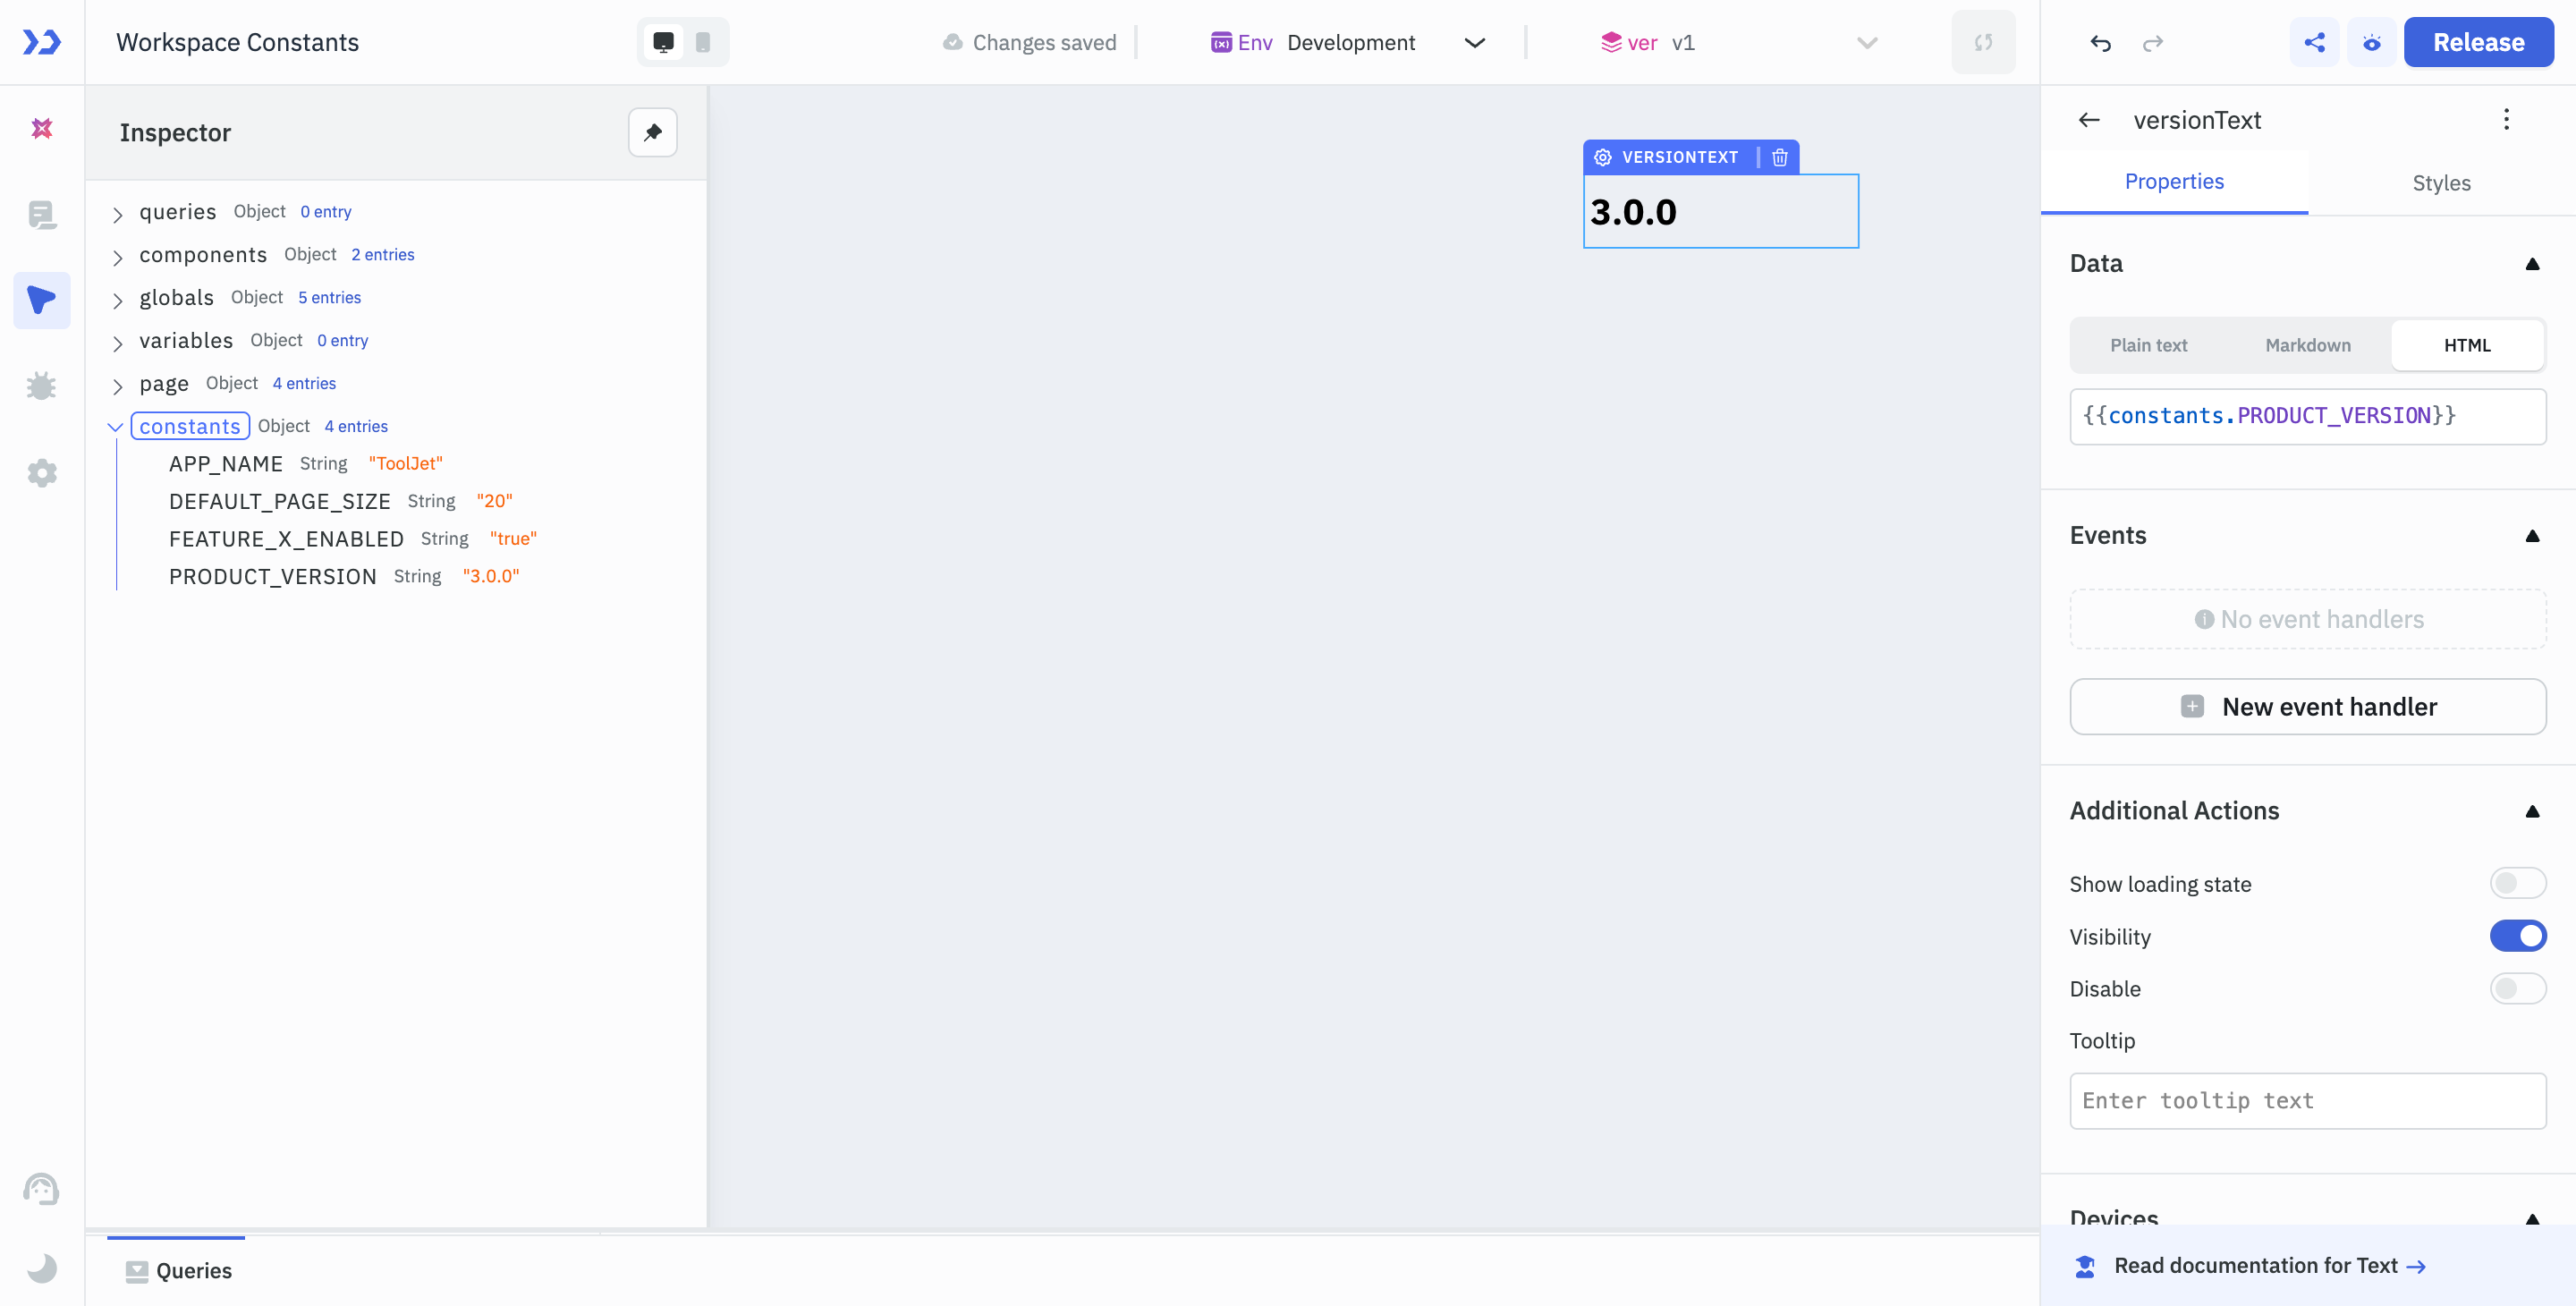 Workspace Constants
Changes saved
Env Development
ver v1
Release
Inspector
queries Object 0 entry
components Object 2 entries
globals Object 5 entries
variables Object 0 entry
page Object 4 entries
constants Object 4 entries
APP_NAME String "ToolJet"
DEFAULT_PAGE_SIZE String "20"
FEATURE_X_ENABLED String "true"
PRODUCT_VERSION String "3.0.0"
Queries
VERSIONTEXT
3.0.0
versionText
Properties Styles
Data
Plain text Markdown HTML
{{constants.PRODUCT_VERSION}}
Events
No event handlers
New event handler
Additional Actions
Show loading state
Visibility
Disable
Tooltip
Enter tooltip text
Devices
Read documentation for Text →